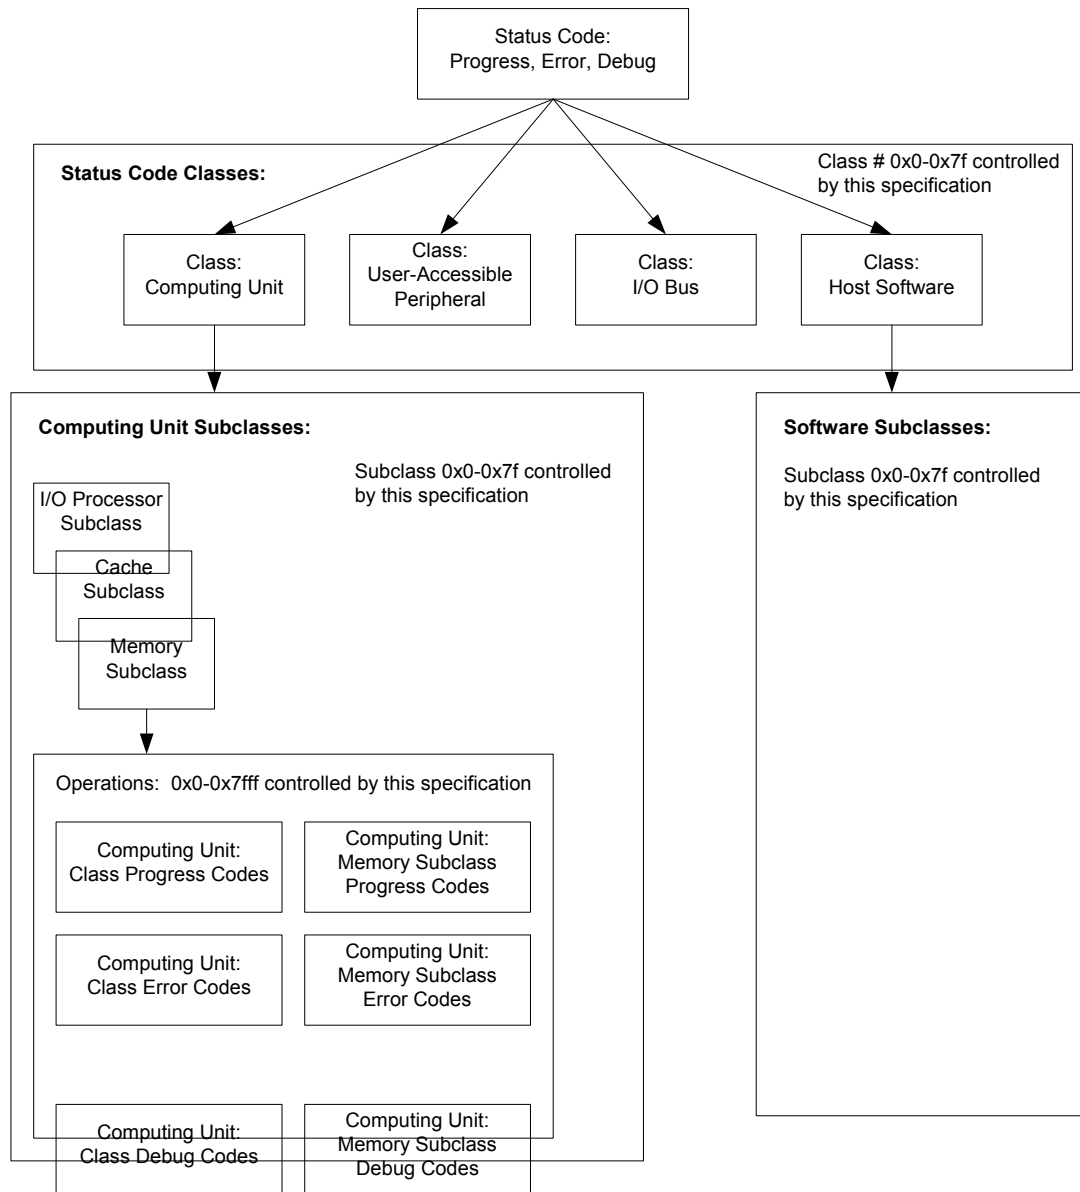 Status Code:
Progress, Error, Debug
Status Code Classes:
Class # 0x0-0x7f controlled
by this specification
Class:
Computing Unit
Class:
User-Accessible
Peripheral
Class:
I/O Bus
Class:
Host Software
Computing Unit Subclasses:
Subclass 0x0-0x7f controlled
by this specification
I/O Processor
Subclass
Cache
Subclass
Memory
Subclass
Operations:  0x0-0x7fff controlled by this specification
Computing Unit:
Class Progress Codes
Computing Unit:
Memory Subclass
Progress Codes
Computing Unit:
Class Error Codes
Computing Unit:
Memory Subclass
Error Codes
Computing Unit:
Class Debug Codes
Computing Unit:
Memory Subclass
Debug Codes
Software Subclasses:
Subclass 0x0-0x7f controlled
by this specification